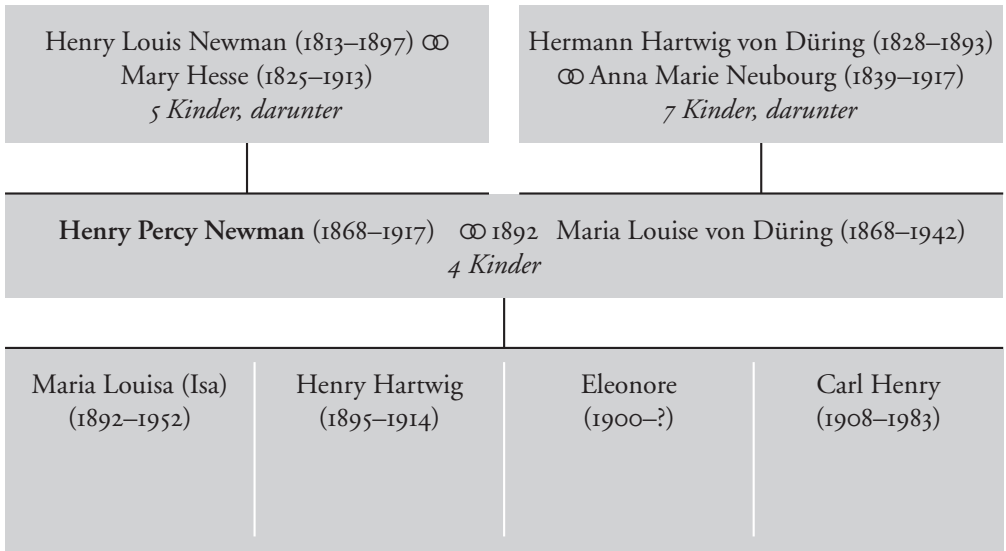 Henry Louis Newman (1813–1897) ⚭
Mary Hesse (1825–1913)
5 Kinder, darunter
Hermann Hartwig von Düring (1828–1893)
⚭ Anna Marie Neubourg (1839–1917)
7 Kinder, darunter
Henry Percy Newman (1868–1917) ⚭ 1892 Maria Louise von Düring (1868–1942)
4 Kinder
Maria Louisa (Isa)
(1892–1952)
Henry Hartwig
(1895–1914)
Eleonore
(1900–?)
Carl Henry
(1908–1983)